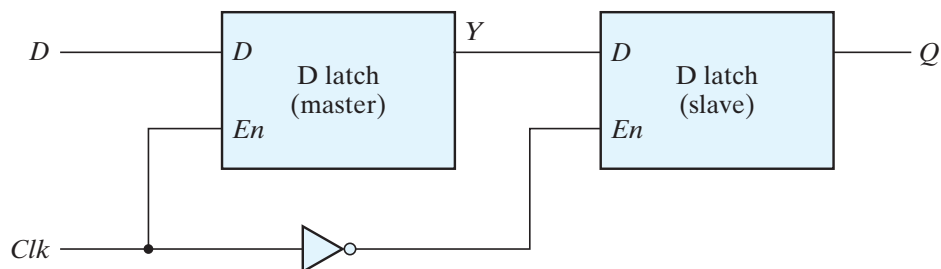 Y
D
D
D latch
(master)
En
D
D latch
(slave)
En
Q
Clk